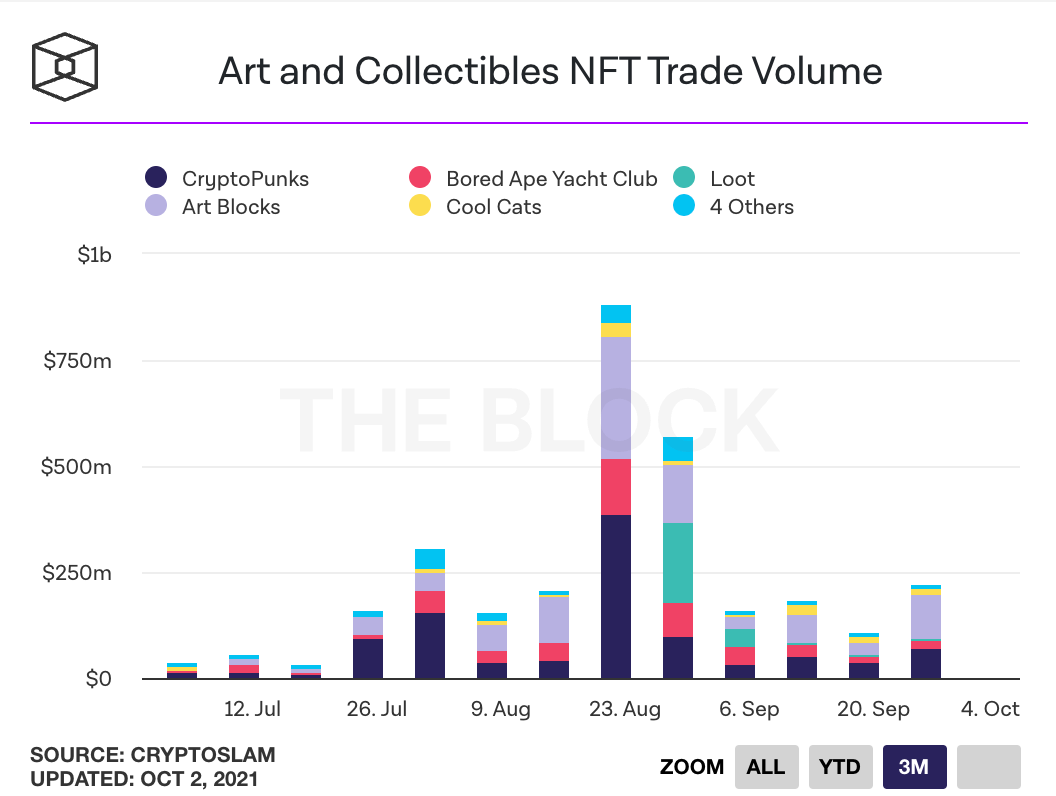 Art and Collectibles NFT Trade Volume
CryptoPunks
Bored Ape Yacht Club
Loot
Art Blocks
Cool Cats
4 Others
$1b
$750m
THE BLOCK
$500m
$250m
$0
12. Jul 26. Jul 9. Aug 23. Aug 6. Sep 20. Sep 4. Oct
SOURCE: CRYPTOSLAM
UPDATED: OCT 2, 2021
ZOOM ALL YTD 3M